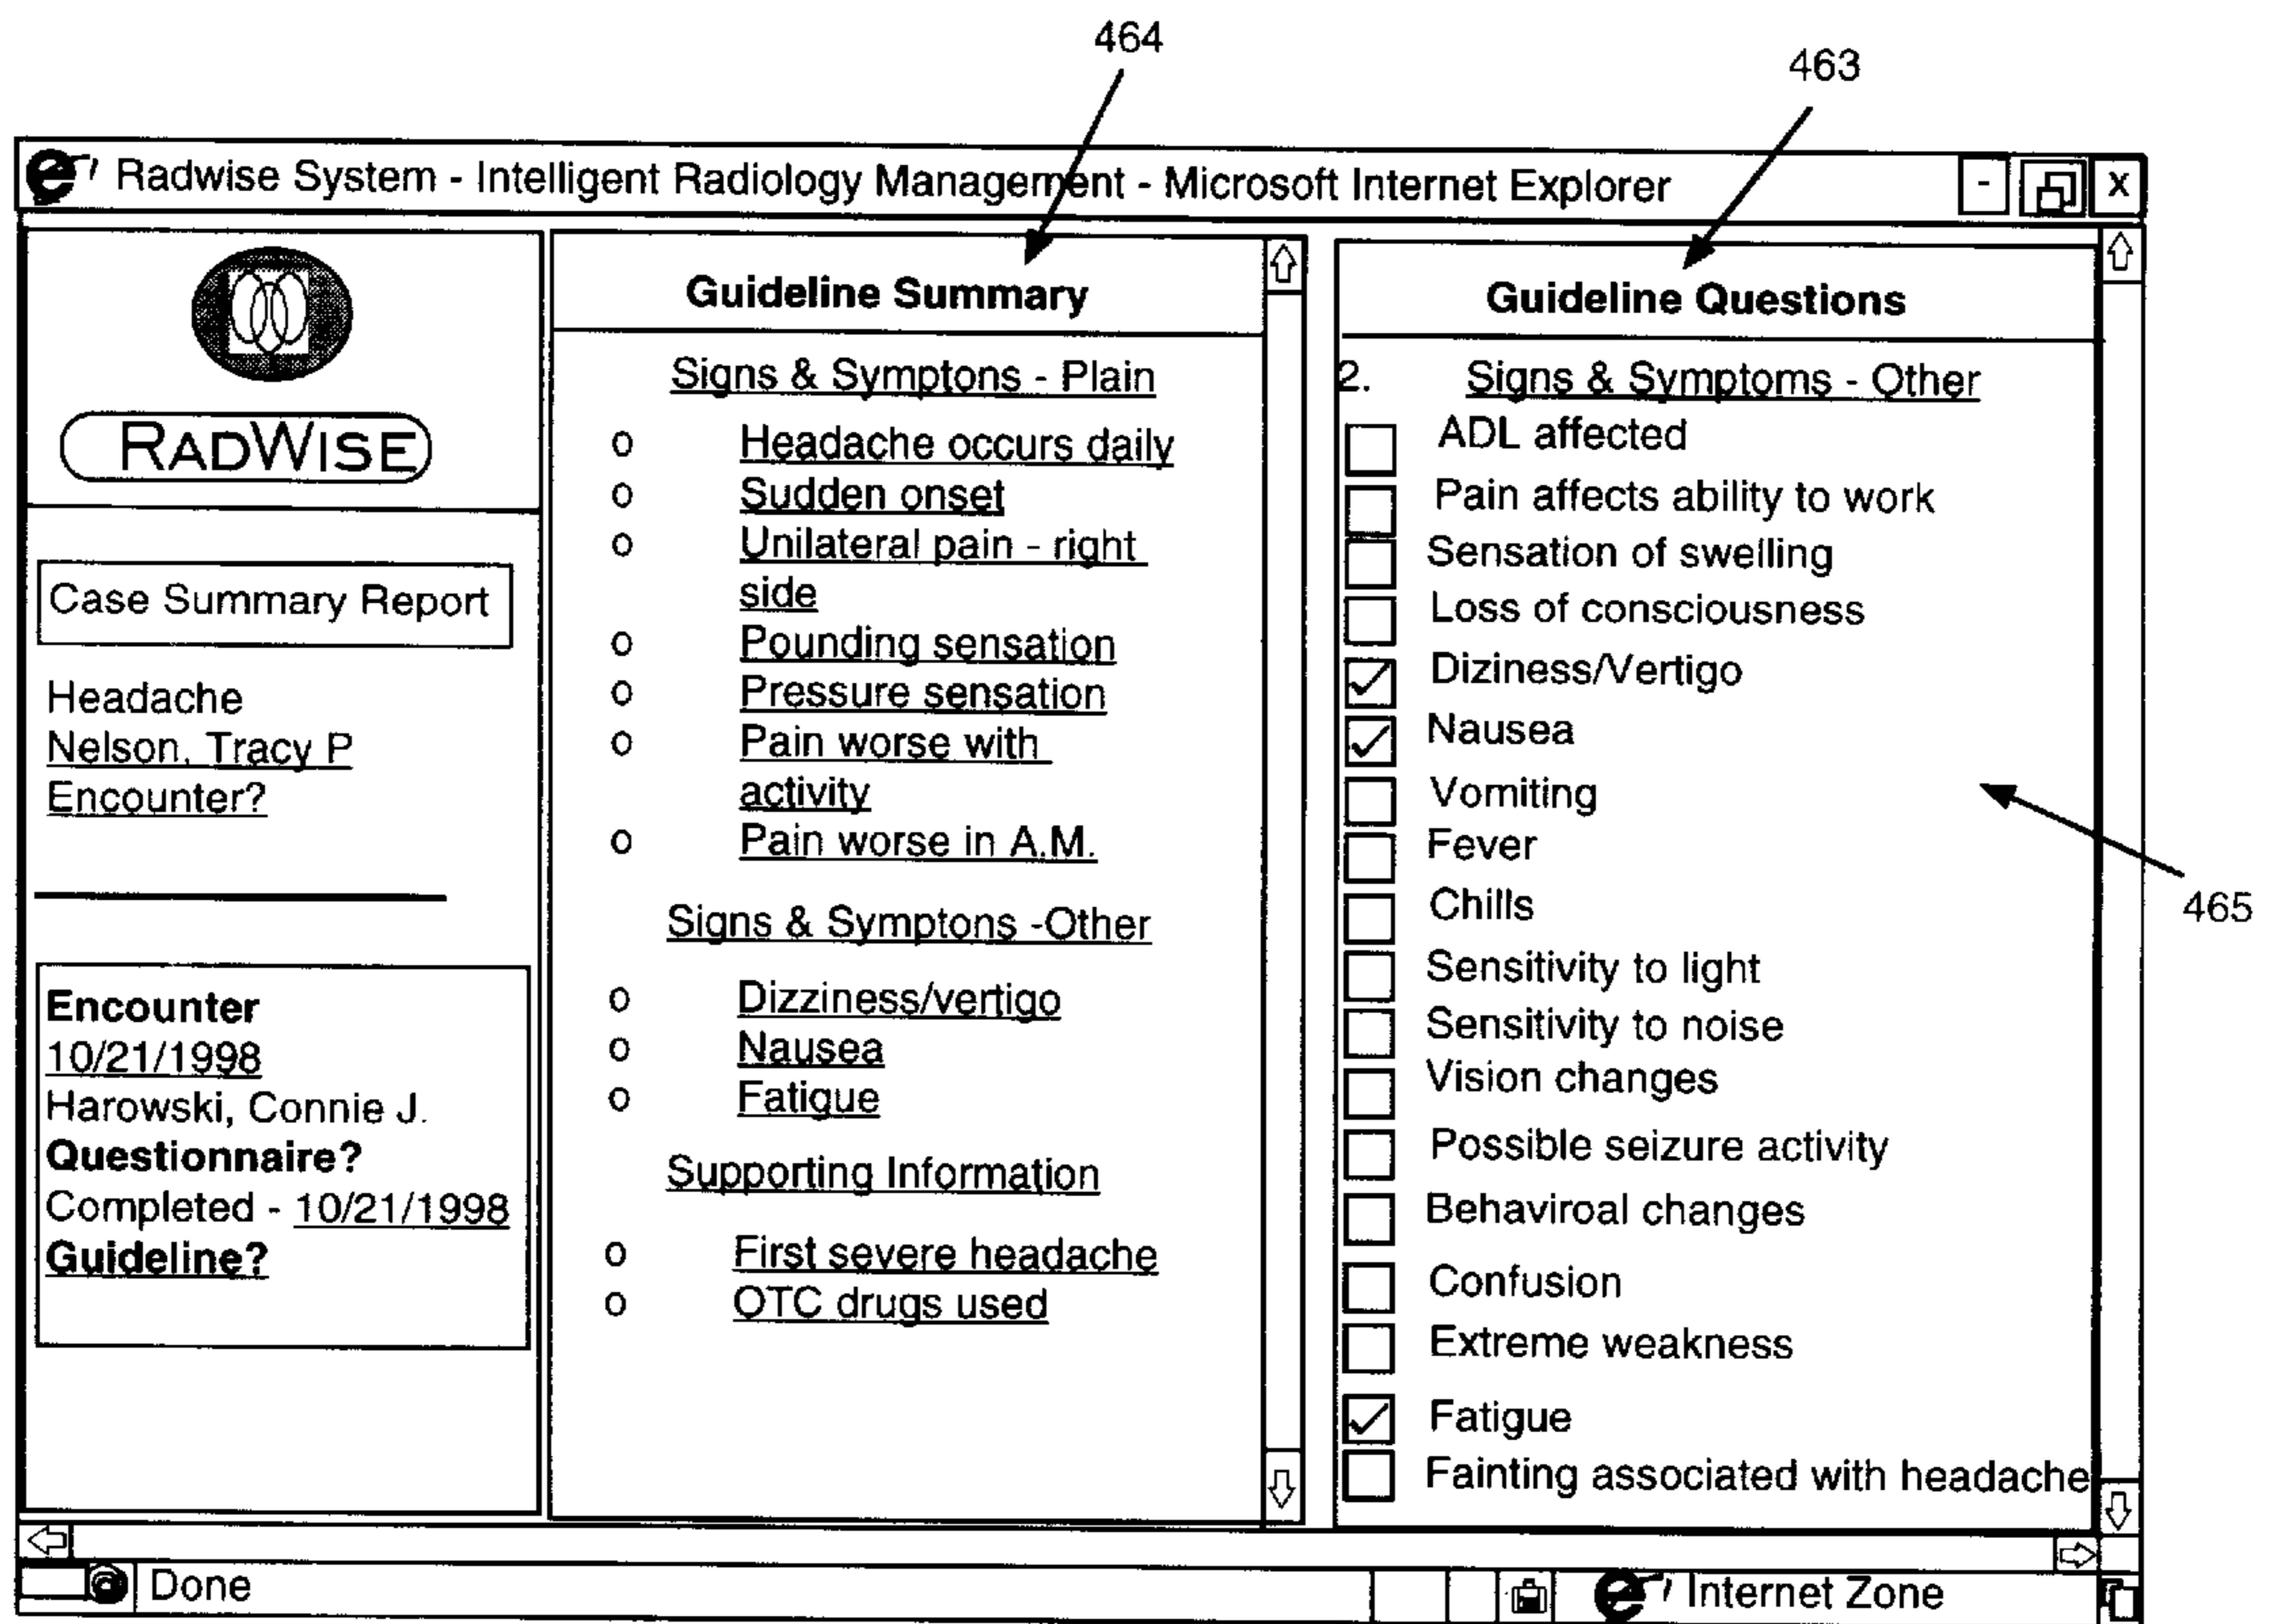 464
463
Radwise System - Intelligent Radiology Management - Microsoft Internet Explorer
- X
RADWISE
Case Summary Report
Headache
Nelson, Tracy P
Encounter?
Encounter
10/21/1998
Harowski, Connie J.
Questionnaire?
Completed - 10/21/1998
Guideline?
Guideline Summary
Signs & Symptons - Plain
o Headache occurs daily
o Sudden onset
o Unilateral pain - right
side
o Pounding sensation
o Pressure sensation
o Pain worse with
activity
o Pain worse in A.M.
Signs & Symptons -Other
o Dizziness/vertigo
o Nausea
o Fatigue
Supporting Information
o First severe headache
o OTC drugs used
Guideline Questions
2. Signs & Symptoms - Other
ADL affected
Pain affects ability to work
Sensation of swelling
Loss of consciousness
Diziness/Vertigo
Nausea
Vomiting
Fever
Chills
Sensitivity to light
Sensitivity to noise
Vision changes
Possible seizure activity
Behaviroal changes
Confusion
Extreme weakness
Fatigue
Fainting associated with headache
465
Done
Internet Zone